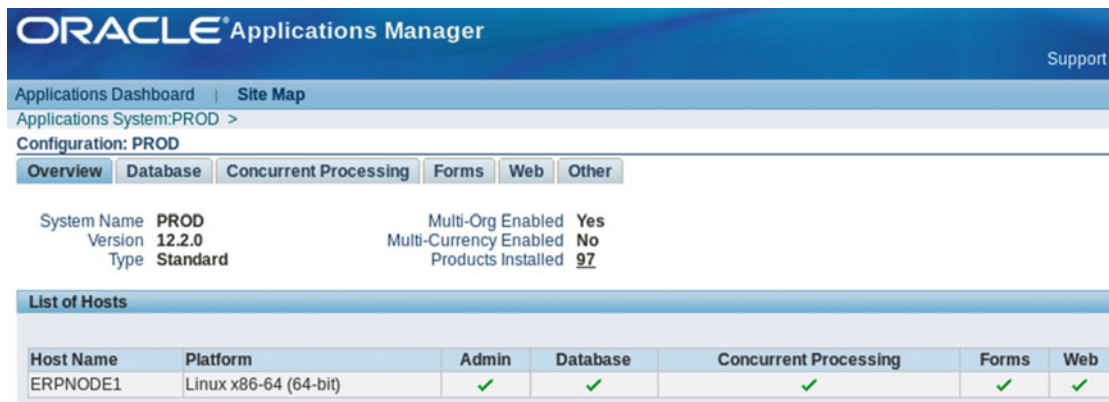 ORACLE Applications Manager
Support
Applications Dashboard | Site Map
Applications System:PROD >
Configuration: PROD
Overview Database Concurrent Processing Forms Web Other
System Name PROD Multi-Org Enabled Yes
Version 12.2.0 Multi-Currency Enabled No
Type Standard Products Installed 97
List of Hosts
Host Name Platform Admin Database Concurrent Processing Forms Web
ERPNODE1 Linux x86-64 (64-bit) ✓ ✓ ✓ ✓ ✓